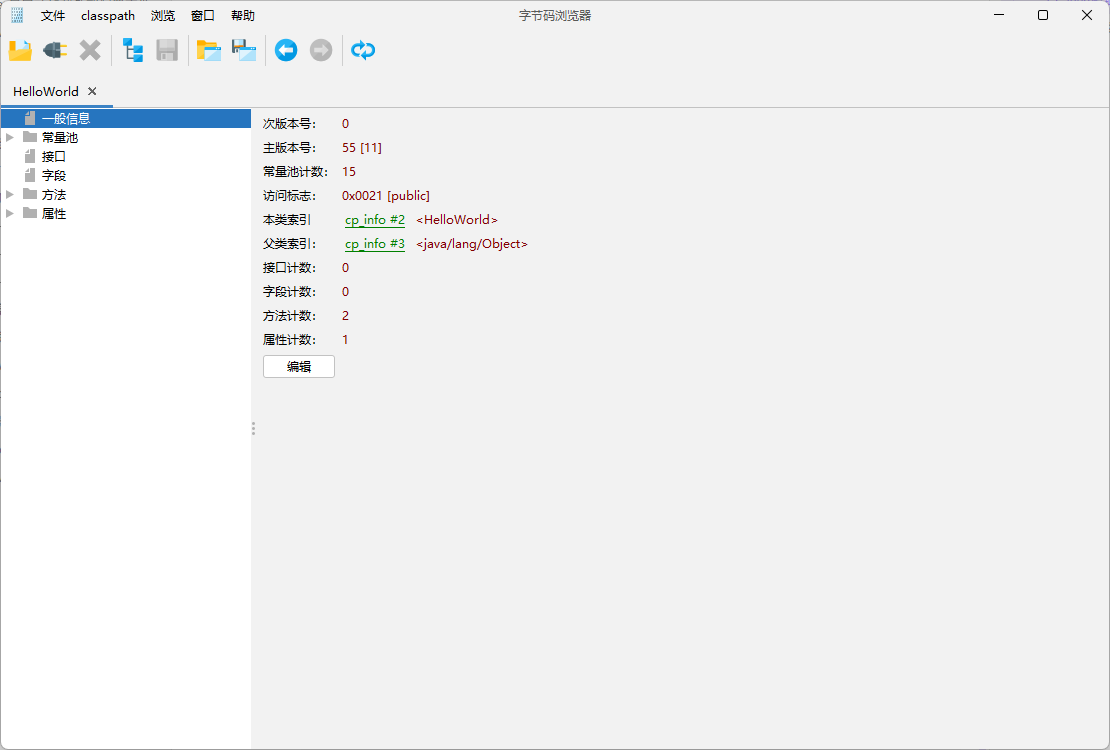 文件 classpath 浏览 窗口 帮助 字节码浏览器
HelloWorld
一般信息
常量池
接口
字段
方法
属性
次版本号: 0
主版本号: 55 [11]
常量池计数: 15
访问标志: 0x0021 [public]
本类索引 cp_info #2 <HelloWorld>
父类索引: cp_info #3 <java/lang/Object>
接口计数: 0
字段计数: 0
方法计数: 2
属性计数: 1
编辑